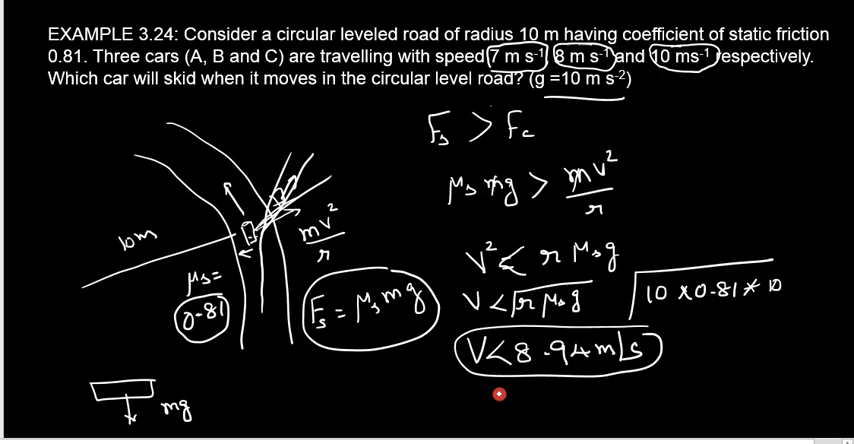 EXAMPLE 3.24: Consider a circular leveled road of radius 10 m having coefficient of static friction
0.81. Three cars (A, B and C) are travelling with speed 7 m s⁻¹ 8 m s⁻¹ and 10 ms⁻¹ respectively.
Which car will skid when it moves in the circular level road? (g =10 m s⁻²)
Fs > Fc
μs mg > mv²/r
10m
mv²/r
V² < r μs g
μs =
0.81
Fs = μs mg
V < √r μs g
√10 × 0.81 * 10
V < 8.94 m/s
mg